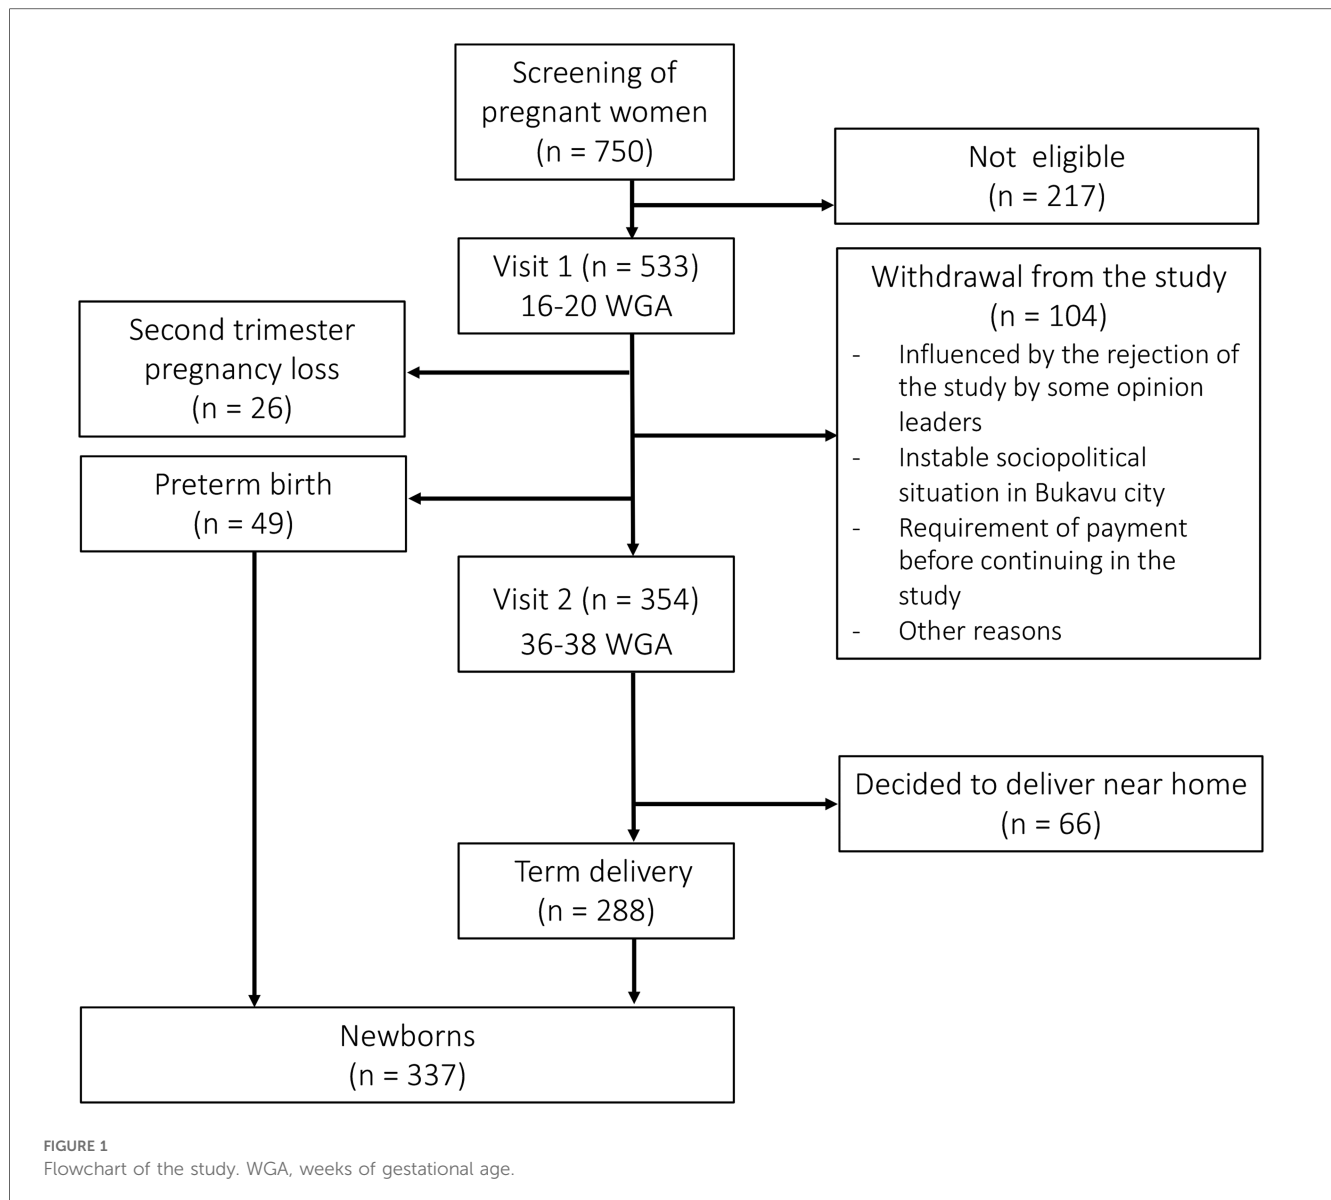 Screening of
pregnant women
(n = 750)
Not eligible
(n = 217)
Visit 1 (n = 533)
16-20 WGA
Withdrawal from the study
(n = 104)
- Influenced by the rejection of
the study by some opinion
leaders
- Instable sociopolitical
situation in Bukavu city
- Requirement of payment
before continuing in the
study
- Other reasons
Second trimester
pregnancy loss
(n = 26)
Preterm birth
(n = 49)
Visit 2 (n = 354)
36-38 WGA
Decided to deliver near home
(n = 66)
Term delivery
(n = 288)
Newborns
(n = 337)
FIGURE 1
Flowchart of the study. WGA, weeks of gestational age.